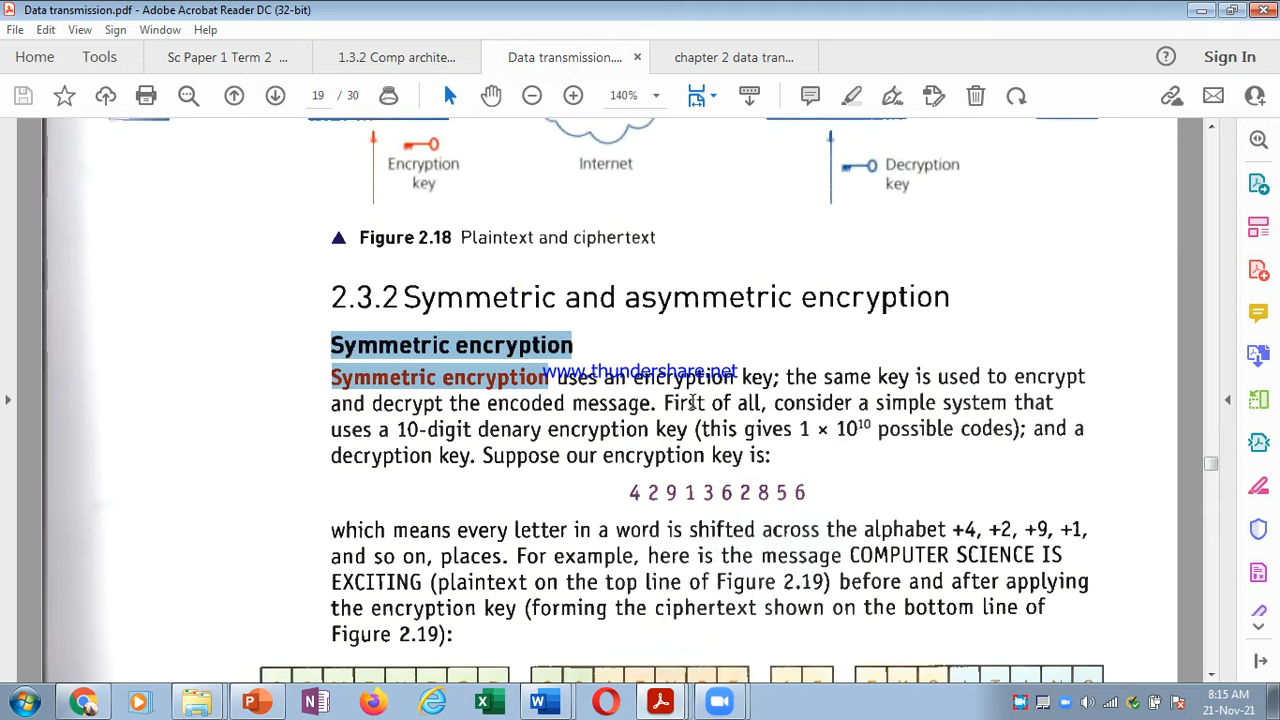 Data transmission.pdf - Adobe Acrobat Reader DC (32-bit)
File Edit View Sign Window Help
Home Tools Sc Paper 1 Term 2 ... 1.3.2 Comp archite... Data transmission.... × chapter 2 data tran... Sign In
19 / 30 140%
Encryption
key
Internet
Decryption
key
▲ Figure 2.18 Plaintext and ciphertext
2.3.2 Symmetric and asymmetric encryption
Symmetric encryption
www.thundershare.net
Symmetric encryption uses an encryption key; the same key is used to encrypt
and decrypt the encoded message. First of all, consider a simple system that
uses a 10-digit denary encryption key (this gives 1 × 10¹⁰ possible codes); and a
decryption key. Suppose our encryption key is:
4 2 9 1 3 6 2 8 5 6
which means every letter in a word is shifted across the alphabet +4, +2, +9, +1,
and so on, places. For example, here is the message COMPUTER SCIENCE IS
EXCITING (plaintext on the top line of Figure 2.19) before and after applying
the encryption key (forming the ciphertext shown on the bottom line of
Figure 2.19):
8:15 AM
21-Nov-21